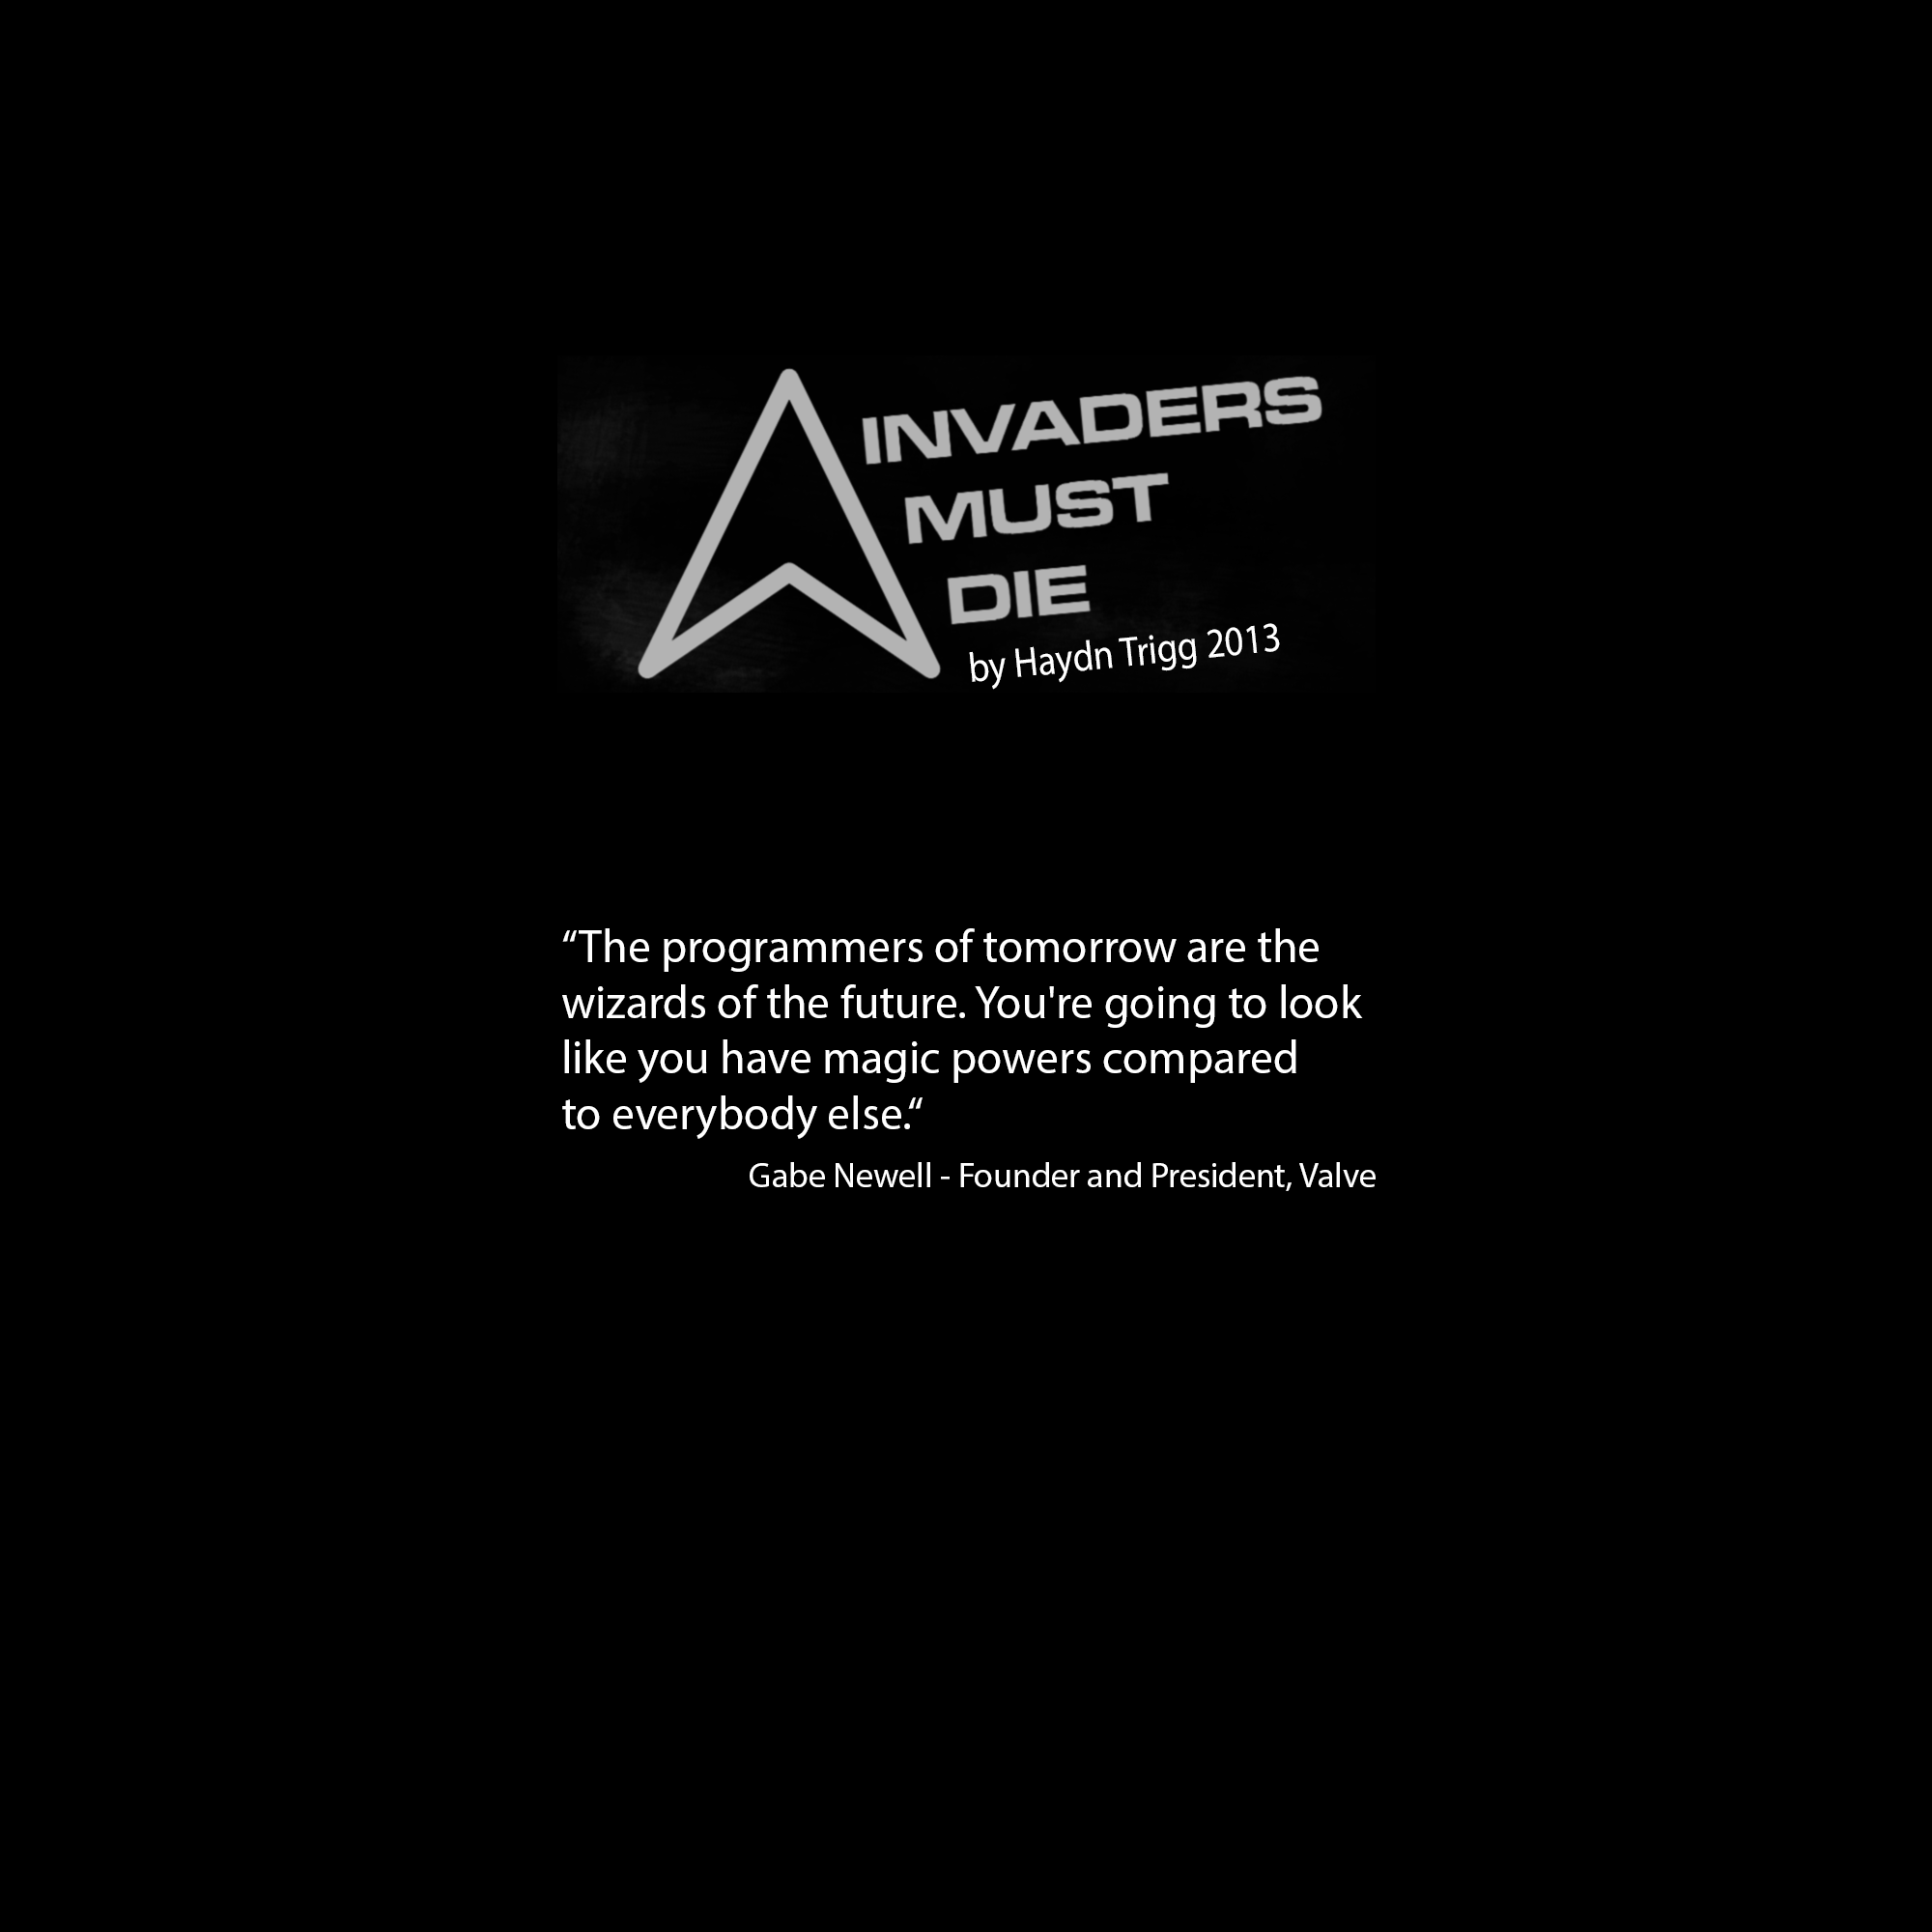 INVADERS
MUST
DIE
by Haydn Trigg 2013
“The programmers of tomorrow are the
wizards of the future. You're going to look
like you have magic powers compared
to everybody else.“
Gabe Newell - Founder and President, Valve